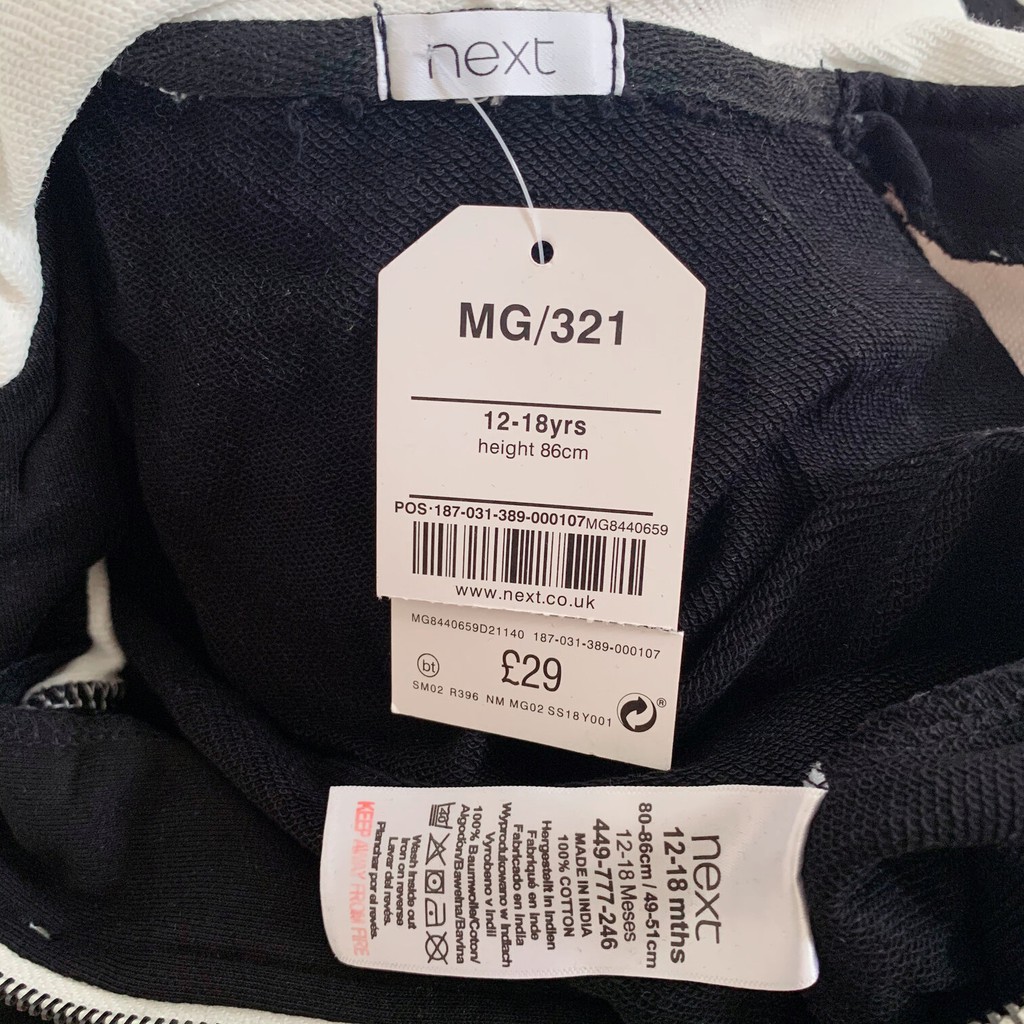 next
MG/321
12-18yrs
height 86cm
POS·187-031-389-000107MG8440659
www.next.co.uk
MG8440659D21140 187-031-389-000107
bt
£29
SM02 R396 NM MG02 SS18Y001
®
next
12-18 mths
80-86cm / 49-51cm
12-18 Meses
449-777-246
MADE IN INDIA
100% COTTON
Hergestellt in Indien
Fabriqué en Inde
Fabricado en India
Wyprodukowano w Indiach
Vyrobeno v Indii
100% Baumwolle/Coton/
Algodon/Bawełna/Bavlna
40
Wash inside out
Iron on reverse
Lavar del revés.
Planchar por el revés.
KEEP AWAY FROM FIRE